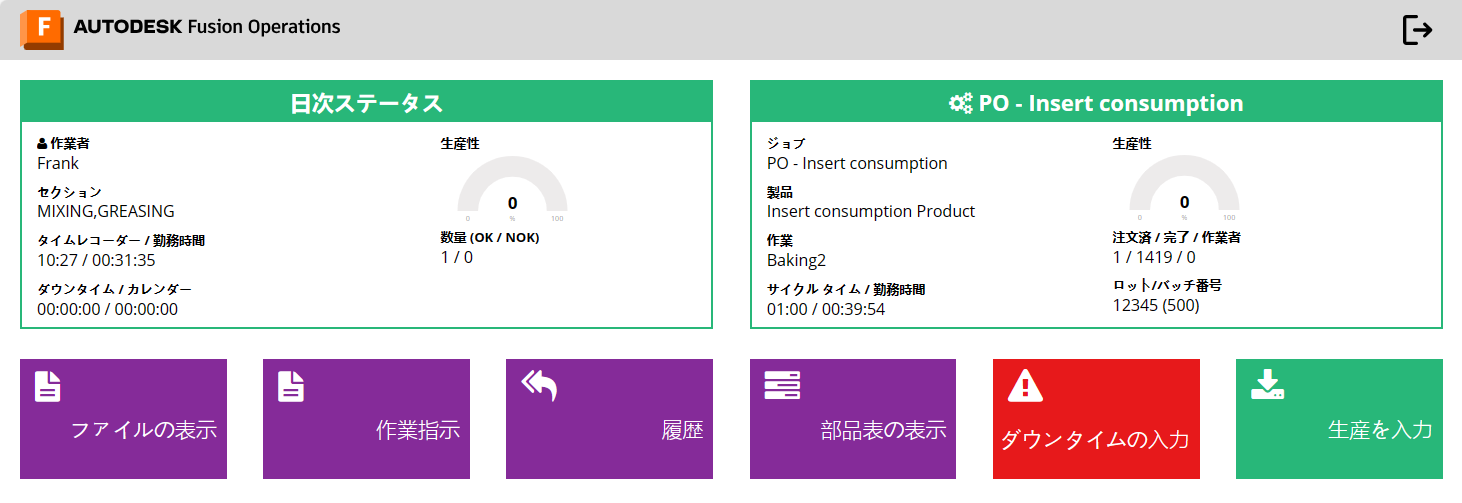 F AUTODESK Fusion Operations
日次ステータス
作業者
Frank
セクション
MIXING,GREASING
タイムレコーダー / 勤務時間
10:27 / 00:31:35
ダウンタイム / カレンダー
00:00:00 / 00:00:00
生産性
0
0 % 100
数量 (OK / NOK)
1 / 0
PO - Insert consumption
ジョブ
PO - Insert consumption
製品
Insert consumption Product
作業
Baking2
サイクル タイム / 勤務時間
01:00 / 00:39:54
生産性
0
0 % 100
注文済 / 完了 / 作業者
1 / 1419 / 0
ロット/バッチ番号
12345 (500)
ファイルの表示
作業指示
履歴
部品表の表示
ダウンタイムの入力
生産を入力